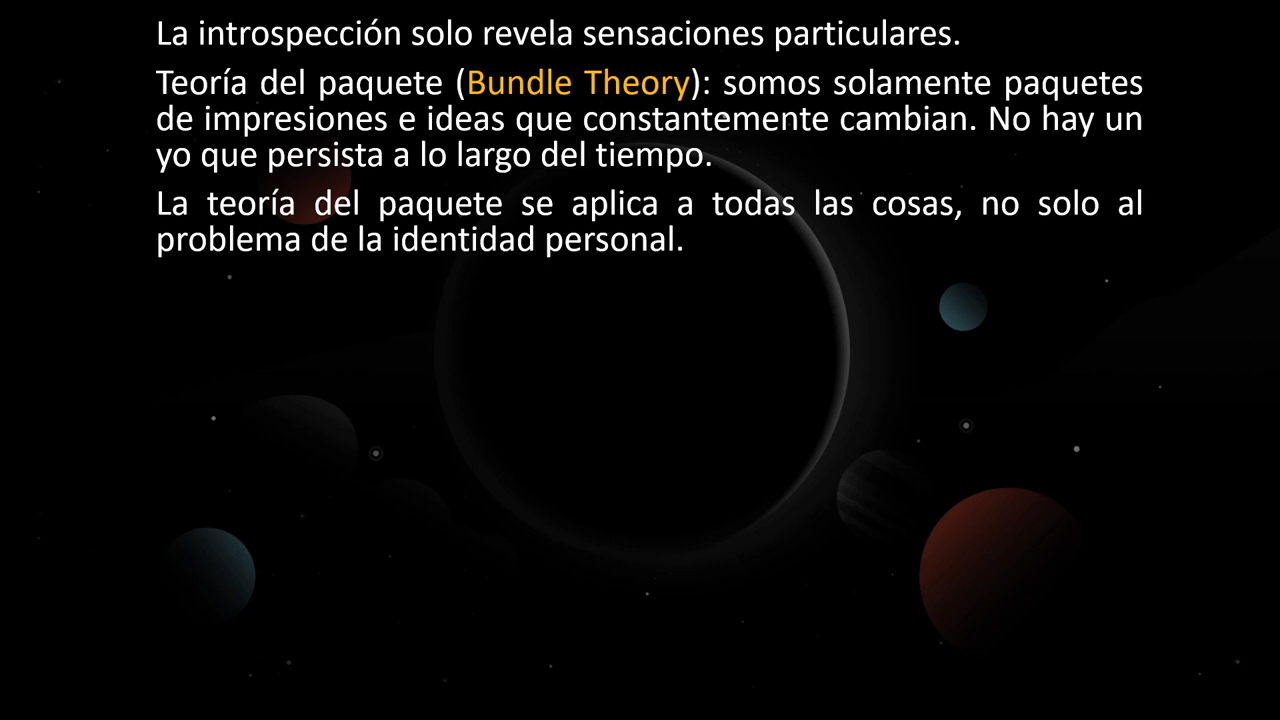 La introspección solo revela sensaciones particulares.
Teoría del paquete (Bundle Theory): somos solamente paquetes
de impresiones e ideas que constantemente cambian. No hay un
yo que persista a lo largo del tiempo.
La teoría del paquete se aplica a todas las cosas, no solo al
problema de la identidad personal.